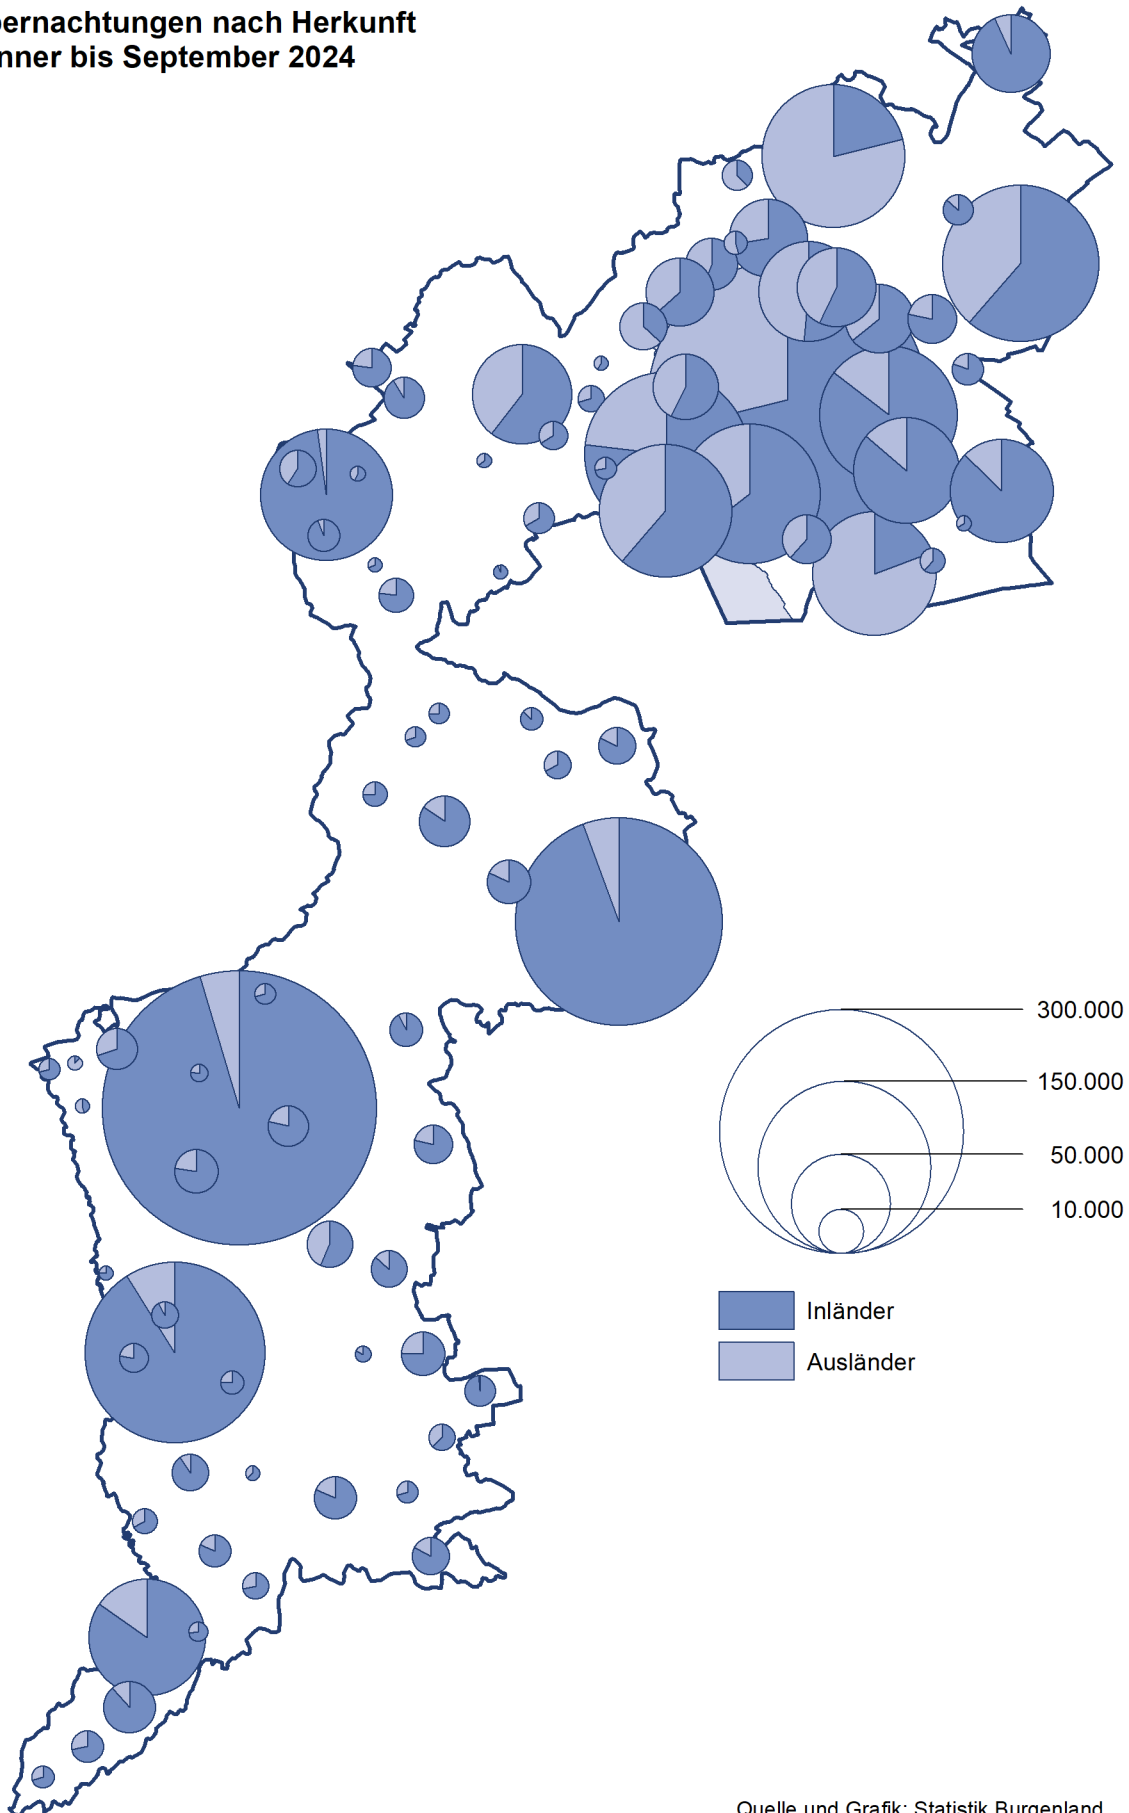 bernachtungen nach Herkunft
nner bis September 2024
300.000
150.000
50.000
10.000
Inländer
Ausländer
Quelle und Grafik: Statistik Burgenland